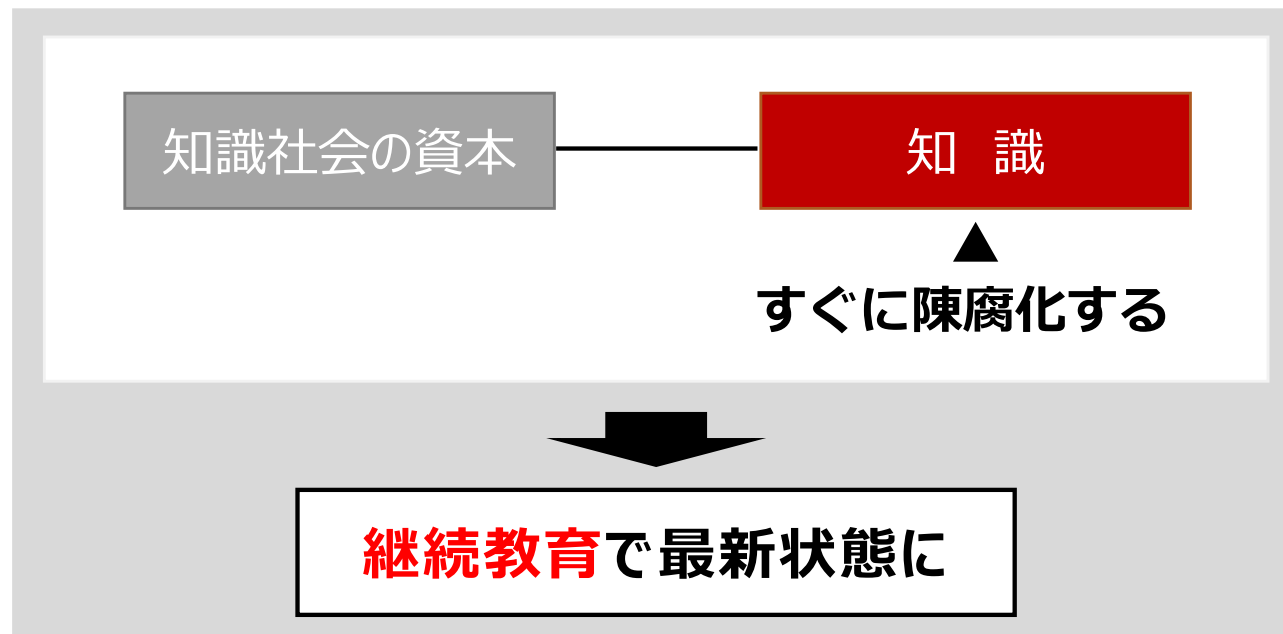 知識社会の資本
知 識
すぐに陳腐化する
継続教育で最新状態に